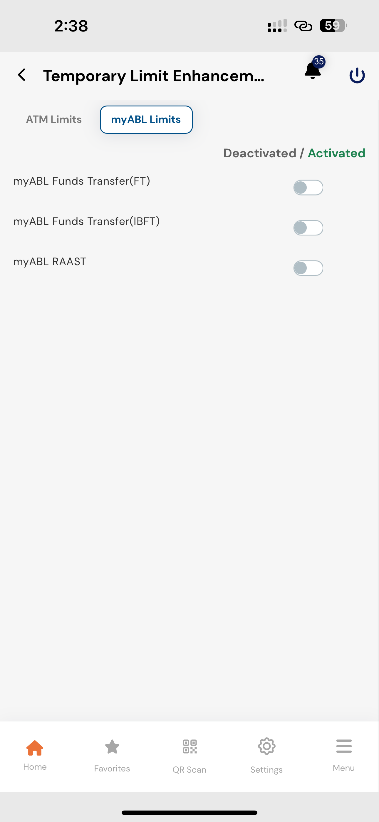 2:38
59
Temporary Limit Enhancem...
35
ATM Limits
myABL Limits
Deactivated / Activated
myABL Funds Transfer(FT)
myABL Funds Transfer(IBFT)
myABL RAAST
Home
Favorites
QR Scan
Settings
Menu